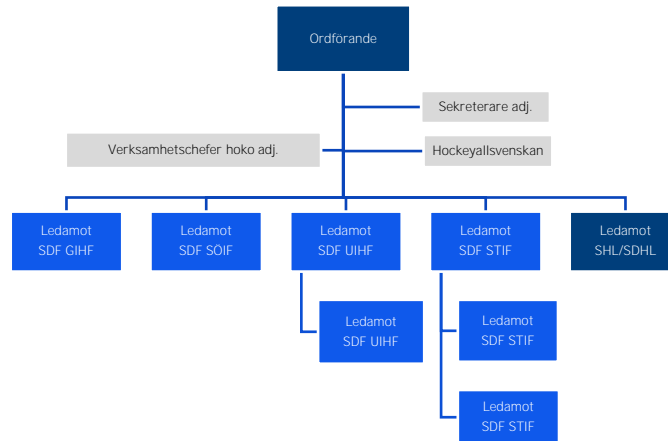 Ordförande
Sekreterare adj.
Verksamhetschefer hoko adj.
Hockeyallsvenskan
Ledamot
SDF GIHF
Ledamot
SDF SÖIF
Ledamot
SDF UIHF
Ledamot
SDF STIF
Ledamot
SHL/SDHL
Ledamot
SDF UIHF
Ledamot
SDF STIF
Ledamot
SDF STIF